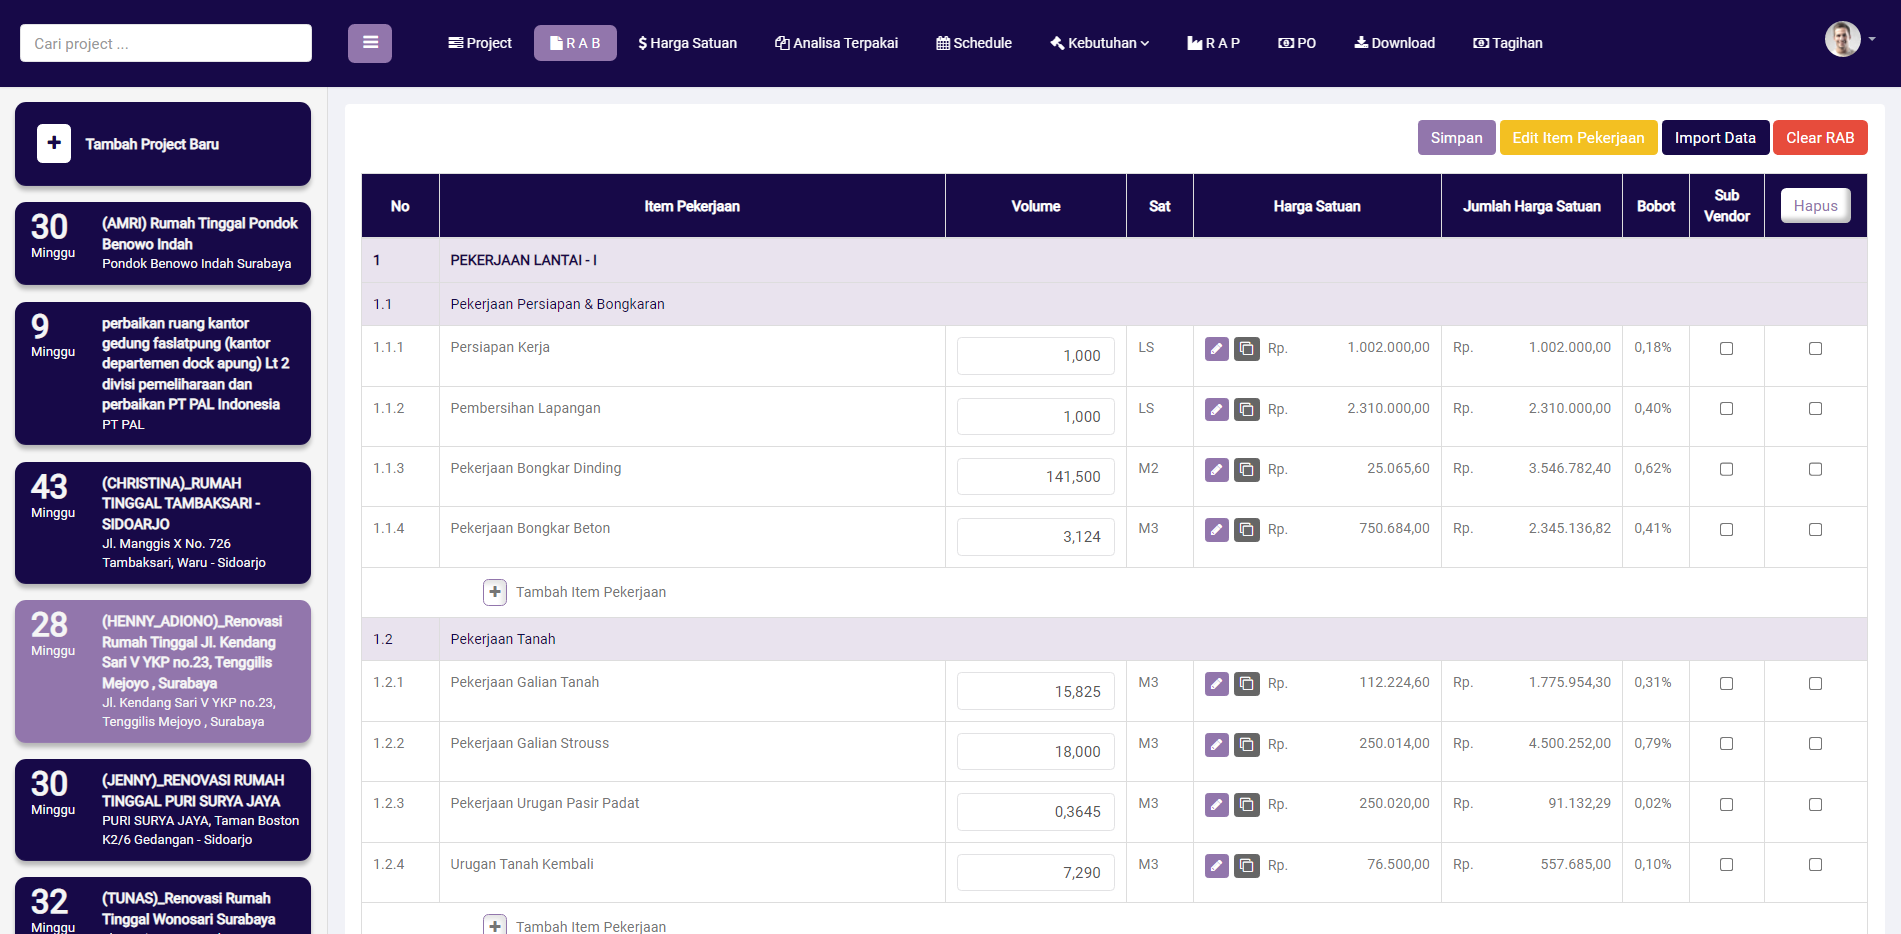 Cari project ...
Project
R A B
Harga Satuan
Analisa Terpakai
Schedule
Kebutuhan
R A P
PO
Download
Tagihan
Tambah Project Baru
30
Minggu
(AMRI) Rumah Tinggal Pondok
Benowo Indah
Pondok Benowo Indah Surabaya
9
Minggu
perbaikan ruang kantor
gedung faslatpung (kantor
departemen dock apung) Lt 2
divisi pemeliharaan dan
perbaikan PT PAL Indonesia
PT PAL
43
Minggu
(CHRISTINA)_RUMAH
TINGGAL TAMBAKSARI -
SIDOARJO
Jl. Manggis X No. 726
Tambaksari, Waru - Sidoarjo
28
Minggu
(HENNY_ADIONO)_Renovasi
Rumah Tinggal Jl. Kendang
Sari V YKP no.23, Tenggilis
Mejoyo , Surabaya
Jl. Kendang Sari V YKP no.23,
Tenggilis Mejoyo , Surabaya
30
Minggu
(JENNY)_RENOVASI RUMAH
TINGGAL PURI SURYA JAYA
PURI SURYA JAYA, Taman Boston
K2/6 Gedangan - Sidoarjo
32
Minggu
(TUNAS)_Renovasi Rumah
Tinggal Wonosari Surabaya
Simpan
Edit Item Pekerjaan
Import Data
Clear RAB
No
Item Pekerjaan
Volume
Sat
Harga Satuan
Jumlah Harga Satuan
Bobot
Sub
Vendor
Hapus
1 PEKERJAAN LANTAI - I
1.1 Pekerjaan Persiapan & Bongkaran
1.1.1 Persiapan Kerja 1,000 LS Rp. 1.002.000,00 Rp. 1.002.000,00 0,18%
1.1.2 Pembersihan Lapangan 1,000 LS Rp. 2.310.000,00 Rp. 2.310.000,00 0,40%
1.1.3 Pekerjaan Bongkar Dinding 141,500 M2 Rp. 25.065,60 Rp. 3.546.782,40 0,62%
1.1.4 Pekerjaan Bongkar Beton 3,124 M3 Rp. 750.684,00 Rp. 2.345.136,82 0,41%
Tambah Item Pekerjaan
1.2 Pekerjaan Tanah
1.2.1 Pekerjaan Galian Tanah 15,825 M3 Rp. 112.224,60 Rp. 1.775.954,30 0,31%
1.2.2 Pekerjaan Galian Strouss 18,000 M3 Rp. 250.014,00 Rp. 4.500.252,00 0,79%
1.2.3 Pekerjaan Urugan Pasir Padat 0,3645 M3 Rp. 250.020,00 Rp. 91.132,29 0,02%
1.2.4 Urugan Tanah Kembali 7,290 M3 Rp. 76.500,00 Rp. 557.685,00 0,10%
Tambah Item Pekerjaan